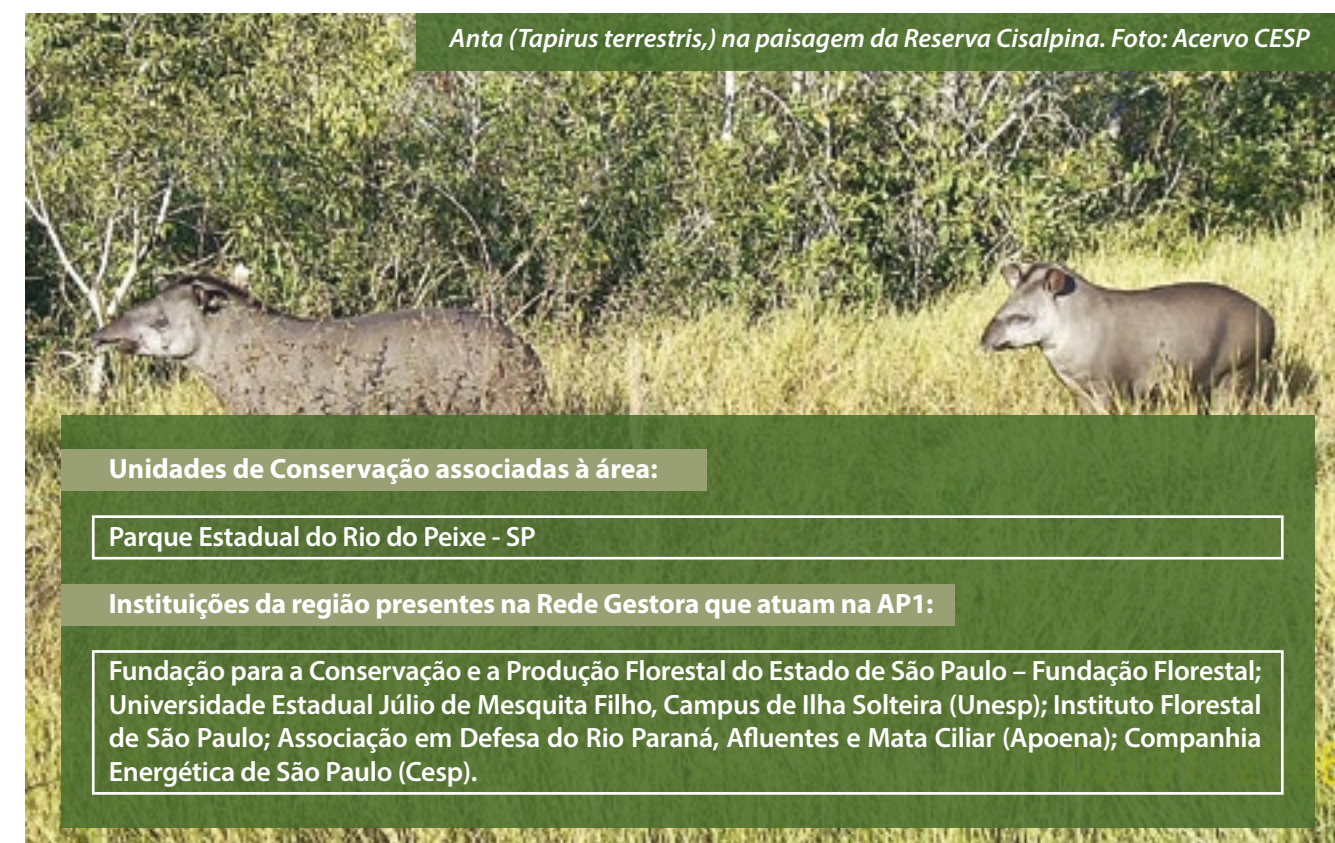 Anta (Tapirus terrestris,) na paisagem da Reserva Cisalpina. Foto: Acervo CESP
Unidades de Conservação associadas à área:
Parque Estadual do Rio do Peixe - SP
Instituições da região presentes na Rede Gestora que atuam na AP1:
Fundação para a Conservação e a Produção Florestal do Estado de São Paulo – Fundação Florestal;
Universidade Estadual Júlio de Mesquita Filho, Campus de Ilha Solteira (Unesp); Instituto Florestal
de São Paulo; Associação em Defesa do Rio Paraná, Afluentes e Mata Ciliar (Apoena); Companhia
Energética de São Paulo (Cesp).